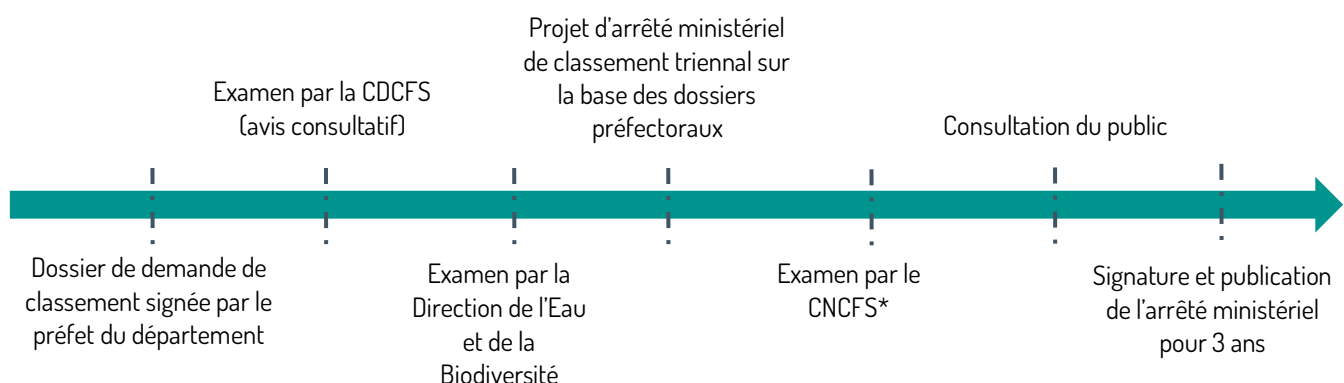 Dossier de demande de
classement signée par le
préfet du département
Examen par la CDCFS
(avis consultatif)
Examen par la
Direction de l'Eau
et de la
Biodiversité
Projet d'arrêté ministériel
de classement triennal sur
la base des dossiers
préfectoraux
Examen par le
CNCFS*
Consultation du public
Signature et publication
de l'arrêté ministériel
pour 3 ans